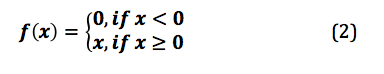 f(x) = {0, if x < 0
x, if x ≥ 0 (2)